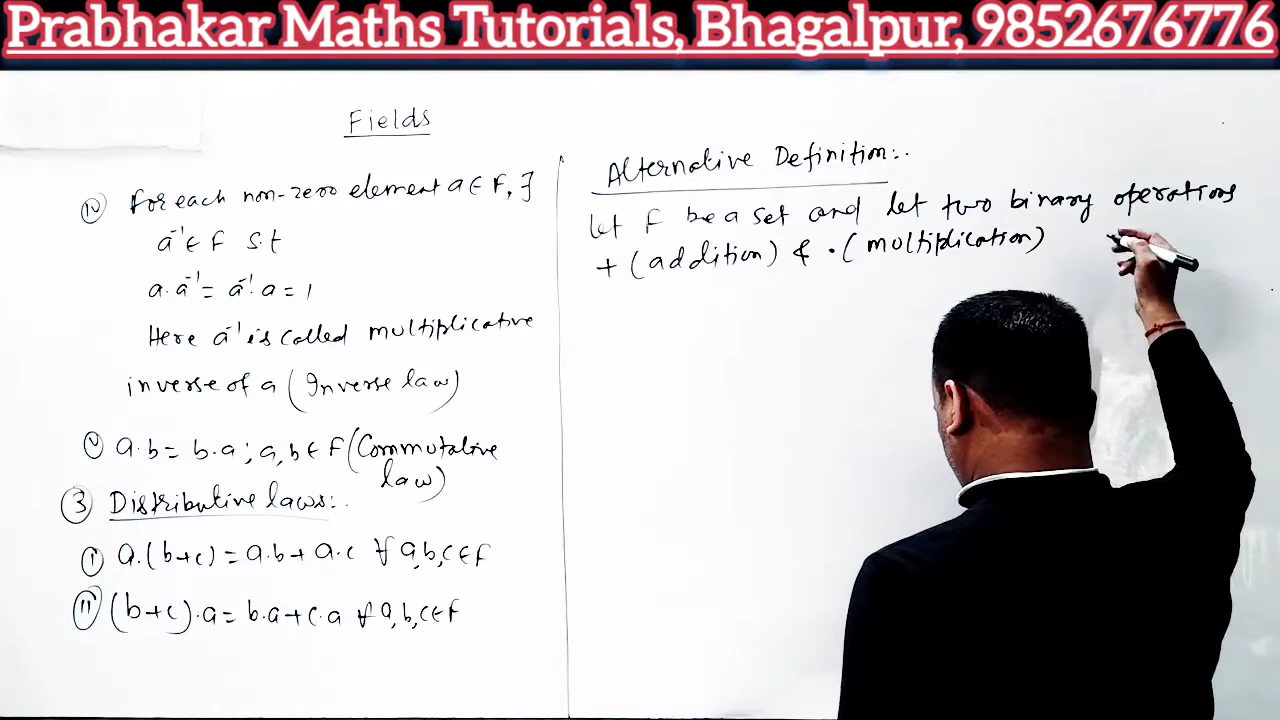 Prabhakar Maths Tutorials, Bhagalpur, 9852676776
Fields
(iv) For each non-zero element a ∈ F, ∃
a⁻¹ ∈ F s.t
a.a⁻¹ = a⁻¹.a = 1
Here a⁻¹ is called multiplicative
inverse of a (Inverse law)
(v) a.b = b.a ; a,b ∈ F (Commutative
law)
(3) Distributive laws:.
(i) a.(b+c) = a.b + a.c ∀ a,b,c ∈ F
(ii) (b+c).a = b.a + c.a ∀ a,b,c ∈ F
Alternative Definition:.
Let F be a set and let two binary operations
+ (addition) & . (multiplication)